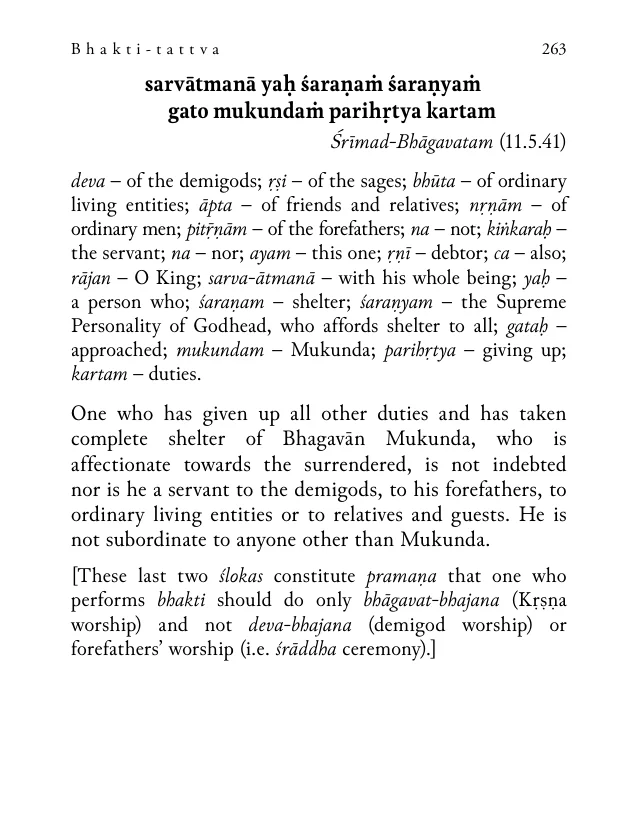 Bhakti-tattva 263
sarvātmanā yaḥ śaraṇaṁ śaraṇyaṁ
gato mukundaṁ parihṛtya kartam
Śrīmad-Bhāgavatam (11.5.41)
deva – of the demigods; ṛṣi – of the sages; bhūta – of ordinary
living entities; āpta – of friends and relatives; nṛṇām – of
ordinary men; pitṝṇām – of the forefathers; na – not; kiṅkaraḥ –
the servant; na – nor; ayam – this one; ṛṇī – debtor; ca – also;
rājan – O King; sarva-ātmanā – with his whole being; yaḥ –
a person who; śaraṇam – shelter; śaraṇyam – the Supreme
Personality of Godhead, who affords shelter to all; gataḥ –
approached; mukundam – Mukunda; parihṛtya – giving up;
kartam – duties.
One who has given up all other duties and has taken
complete shelter of Bhagavān Mukunda, who is
affectionate towards the surrendered, is not indebted
nor is he a servant to the demigods, to his forefathers, to
ordinary living entities or to relatives and guests. He is
not subordinate to anyone other than Mukunda.
[These last two ślokas constitute pramaṇa that one who
performs bhakti should do only bhāgavat-bhajana (Kṛṣṇa
worship) and not deva-bhajana (demigod worship) or
forefathers’ worship (i.e. śrāddha ceremony).]